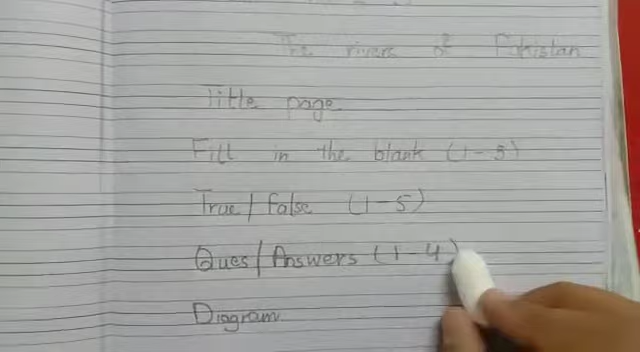 The rivers of Pakistan
Title page
Fill in the blank (1-5)
True/False (1-5)
Ques/Answers (1-4)
Diagram